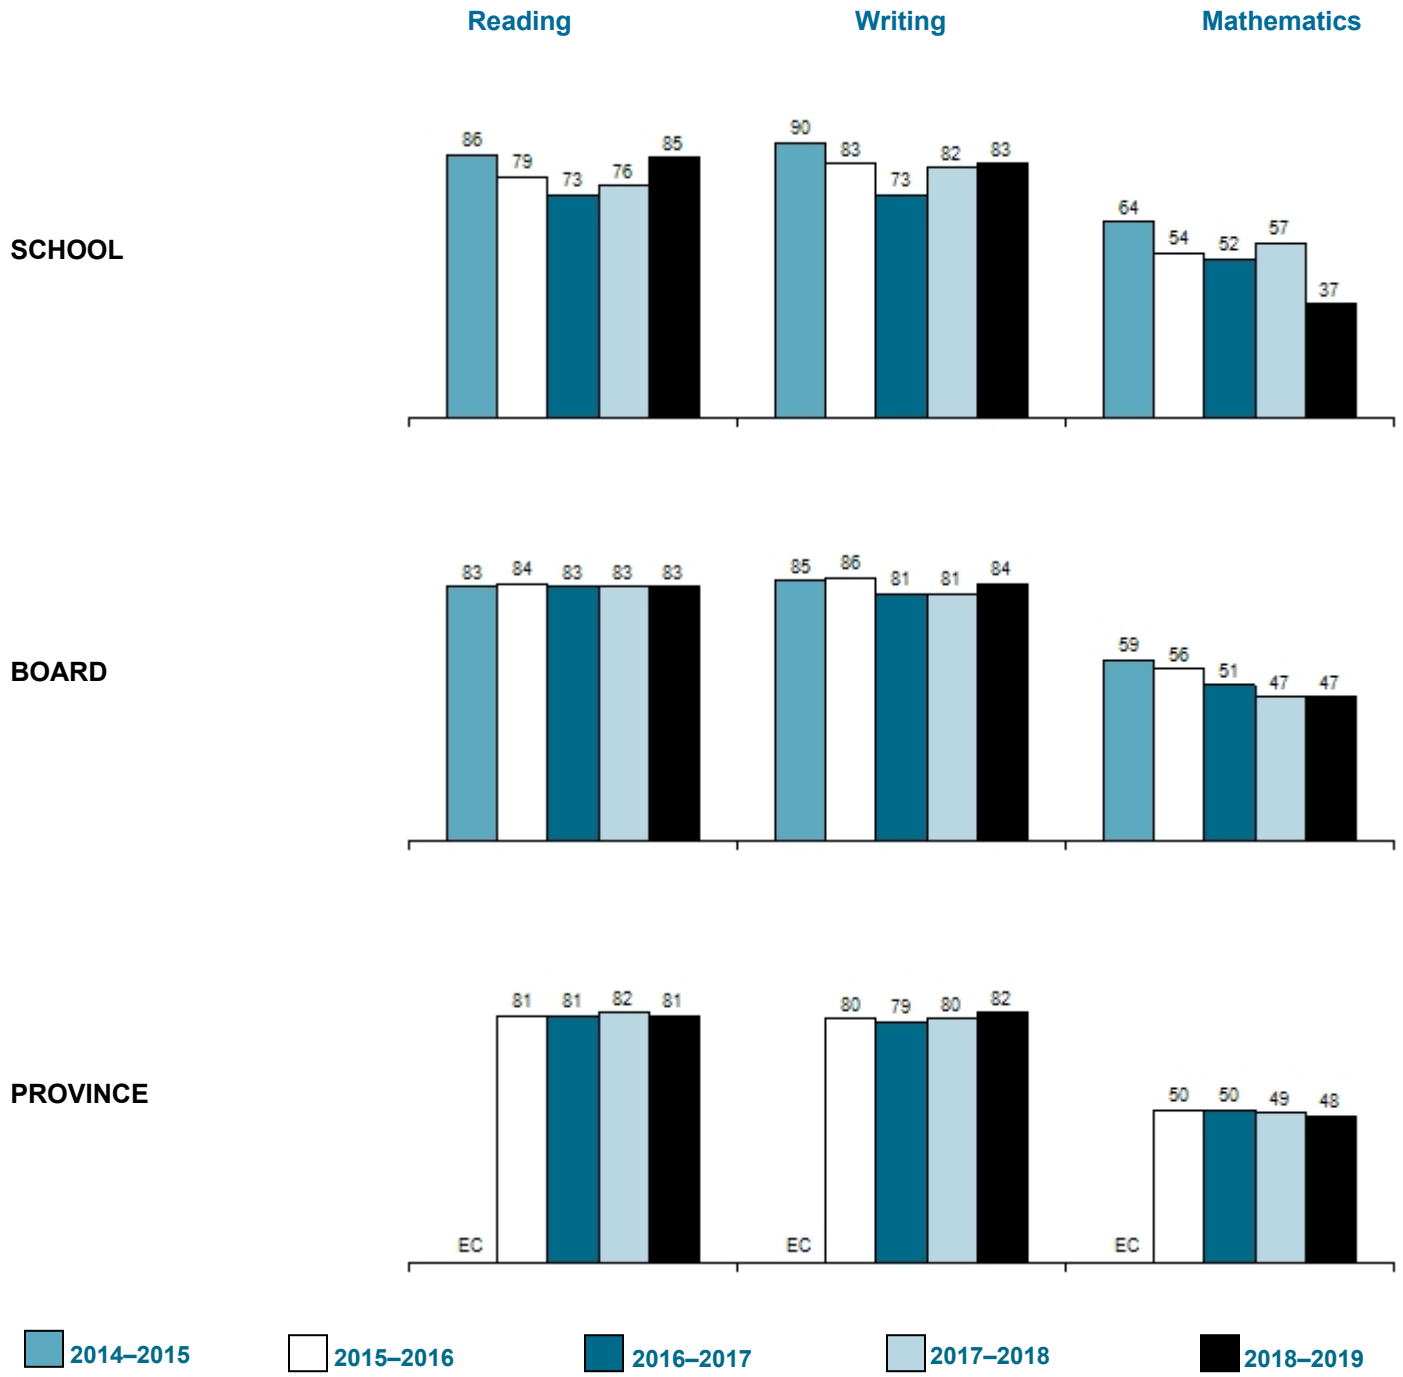 Reading Writing Mathematics
SCHOOL
86 79 73 76 85
90 83 73 82 83
64 54 52 57 37
BOARD
83 84 83 83 83
85 86 81 81 84
59 56 51 47 47
PROVINCE
EC 81 81 82 81
EC 80 79 80 82
EC 50 50 49 48
2014–2015 2015–2016 2016–2017 2017–2018 2018–2019